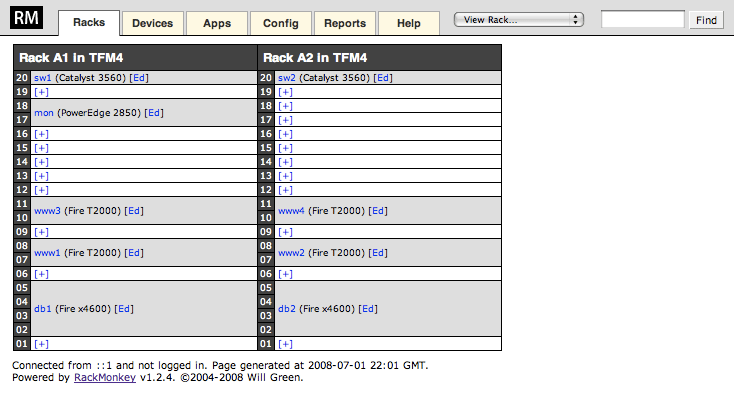 RM
Racks Devices Apps Config Reports Help View Rack... Find
Rack A1 in TFM4 Rack A2 in TFM4
20 sw1 (Catalyst 3560) [Ed] 20 sw2 (Catalyst 3560) [Ed]
19 [+] 19 [+]
18 18 [+]
mon (PowerEdge 2850) [Ed]
17 17 [+]
16 [+] 16 [+]
15 [+] 15 [+]
14 [+] 14 [+]
13 [+] 13 [+]
12 [+] 12 [+]
11 11
www3 (Fire T2000) [Ed] www4 (Fire T2000) [Ed]
10 10
09 [+] 09 [+]
08 08
www1 (Fire T2000) [Ed] www2 (Fire T2000) [Ed]
07 07
06 [+] 06 [+]
05 05
04 04
db1 (Fire x4600) [Ed] db2 (Fire x4600) [Ed]
03 03
02 02
01 [+] 01 [+]
Connected from ::1 and not logged in. Page generated at 2008-07-01 22:01 GMT.
Powered by RackMonkey v1.2.4. ©2004-2008 Will Green.